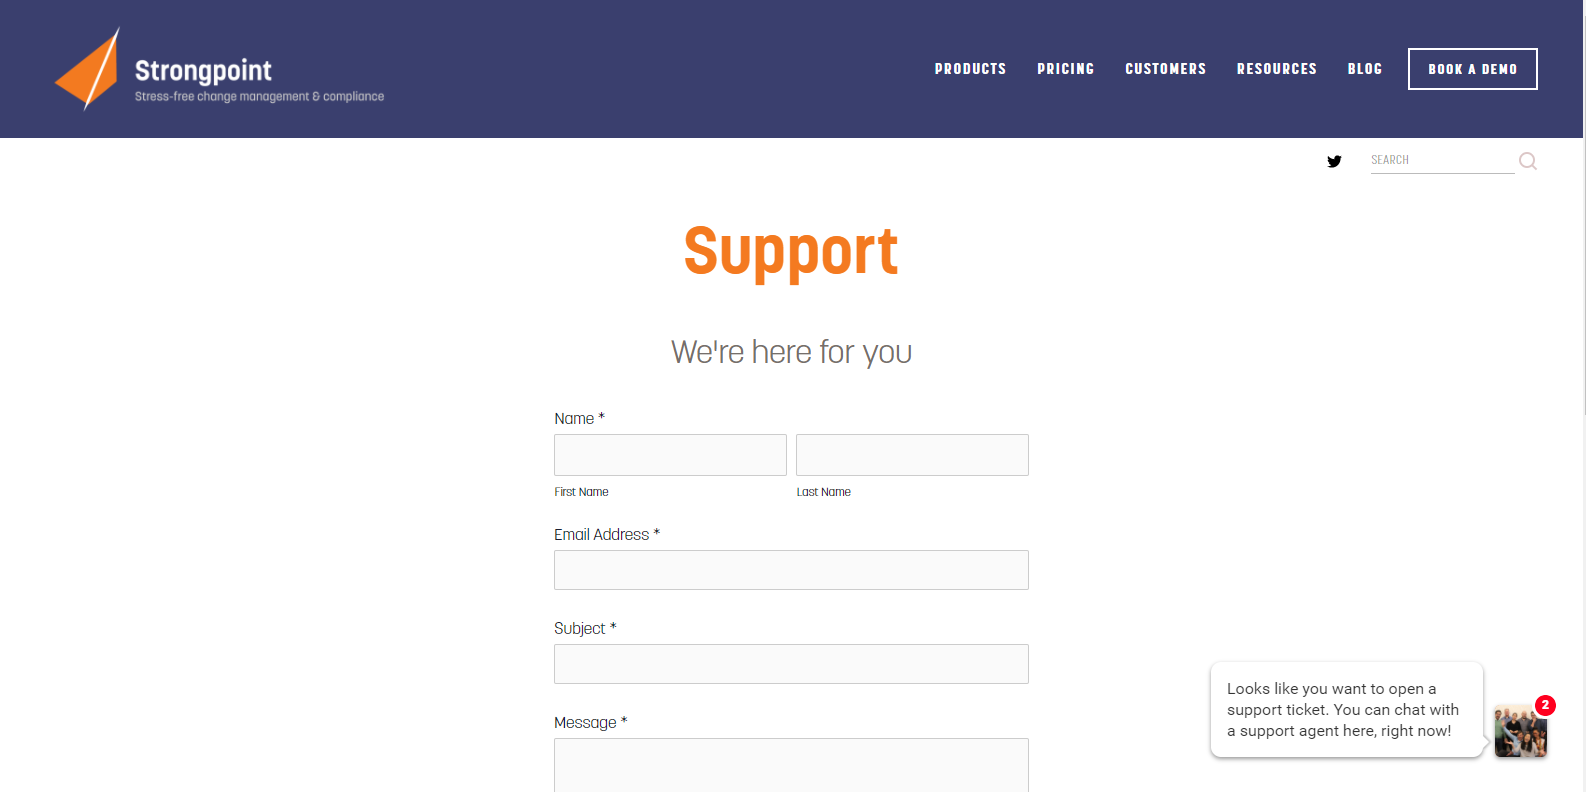 Strongpoint
Stress-free change management & compliance
PRODUCTS PRICING CUSTOMERS RESOURCES BLOG BOOK A DEMO
SEARCH
Support
We're here for you
Name *
First Name Last Name
Email Address *
Subject *
Message *
Looks like you want to open a
support ticket. You can chat with
a support agent here, right now!
2